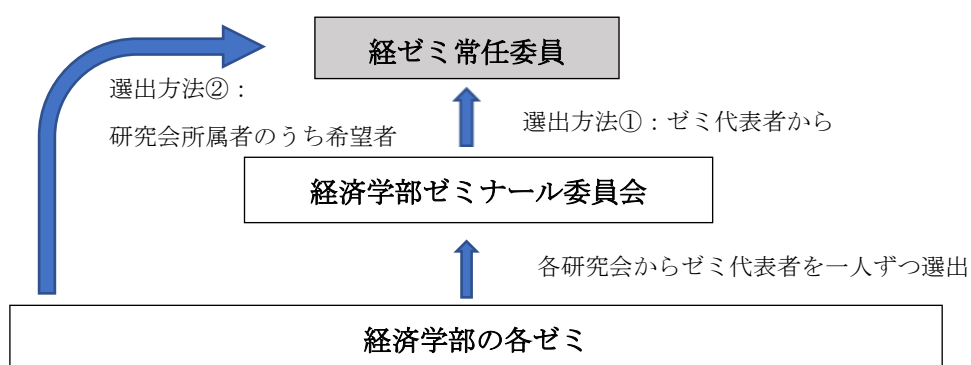 経ゼミ常任委員
選出方法②：
研究会所属者のうち希望者
選出方法①：ゼミ代表者から
経済学部ゼミナール委員会
各研究会からゼミ代表者を一人ずつ選出
経済学部の各ゼミ